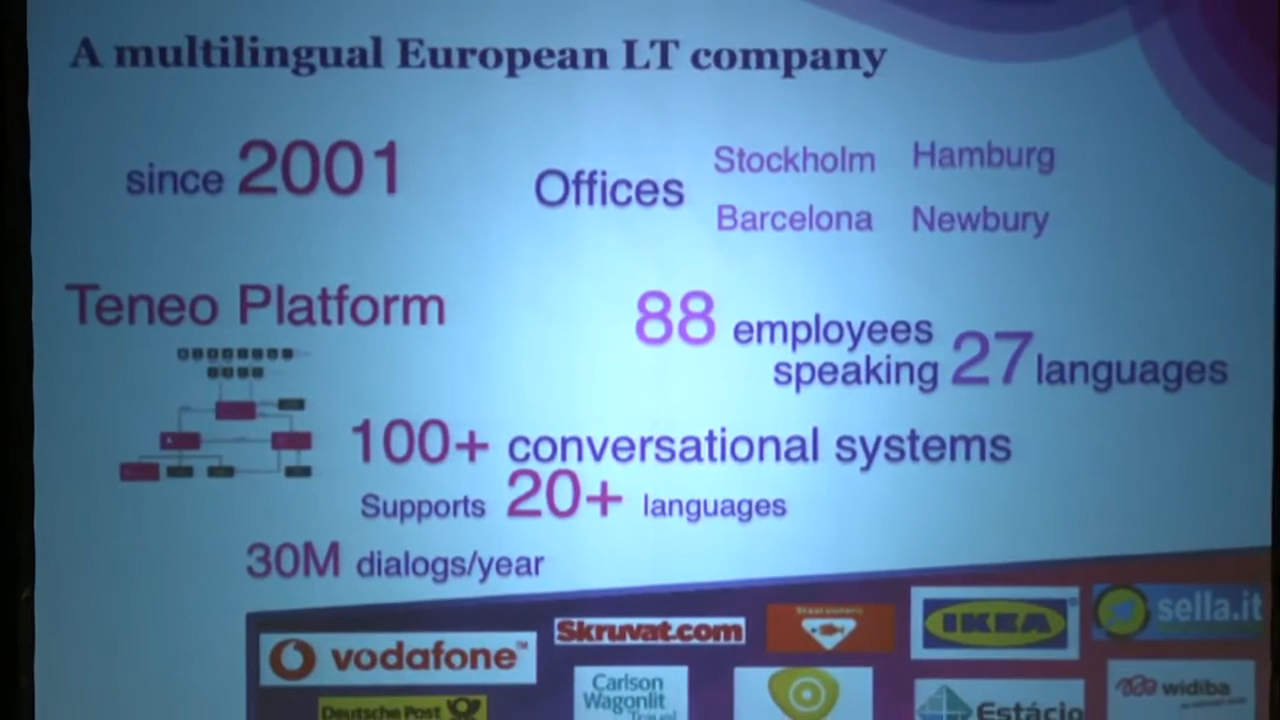 A multilingual European LT company
since 2001
Offices
Stockholm Hamburg
Barcelona Newbury
Teneo Platform
88 employees
speaking 27 languages
100+ conversational systems
Supports 20+ languages
30M dialogs/year
vodafone™
Skruvat.com
IKEA®
sella.it
Deutsche Post
Carlson
Wagonlit
Travel
Estácio
widiba